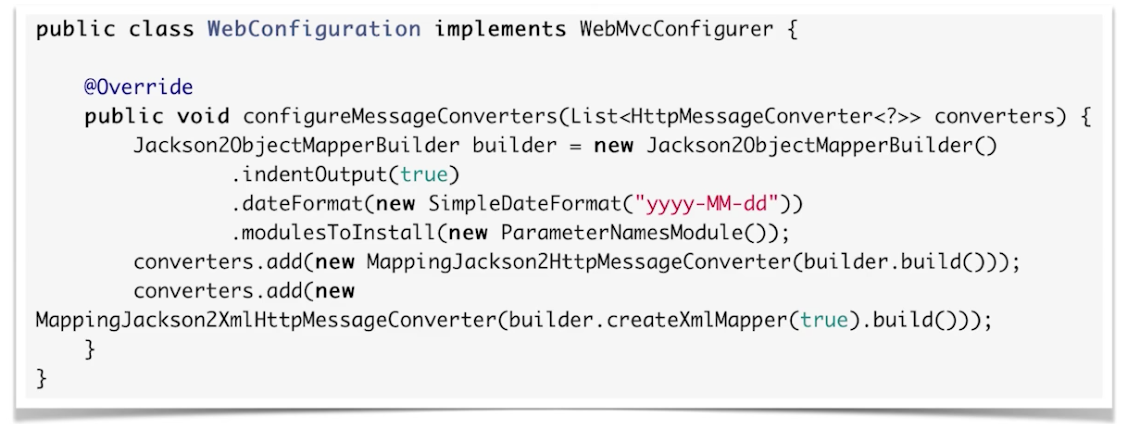 public class WebConfiguration implements WebMvcConfigurer {
@Override
public void configureMessageConverters(List<HttpMessageConverter<?>> converters) {
Jackson2ObjectMapperBuilder builder = new Jackson2ObjectMapperBuilder()
.indentOutput(true)
.dateFormat(new SimpleDateFormat("yyyy-MM-dd"))
.modulesToInstall(new ParameterNamesModule());
converters.add(new MappingJackson2HttpMessageConverter(builder.build()));
converters.add(new
MappingJackson2XmlHttpMessageConverter(builder.createXmlMapper(true).build()));
}
}